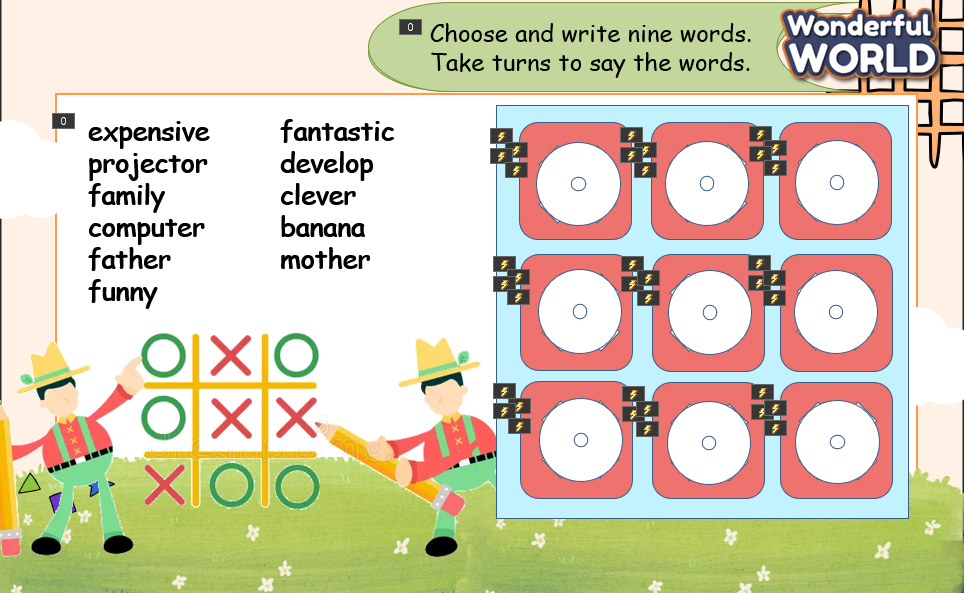 0
Choose and write nine words.
Take turns to say the words.
Wonderful
WORLD
0
expensive
projector
family
computer
father
funny
fantastic
develop
clever
banana
mother